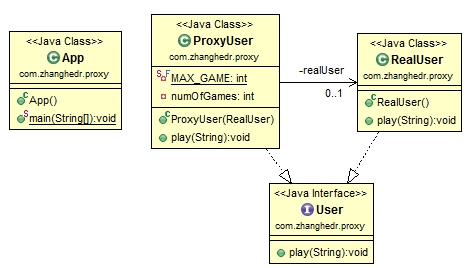 <<Java Class>>
App
com.zhanghedr.proxy
App()
main(String[]):void
<<Java Class>>
ProxyUser
com.zhanghedr.proxy
MAX_GAME: int
numOfGames: int
ProxyUser(RealUser)
play(String):void
-realUser
0..1
<<Java Class>>
RealUser
com.zhanghedr.proxy
RealUser()
play(String):void
<<Java Interface>>
User
com.zhanghedr.proxy
play(String):void